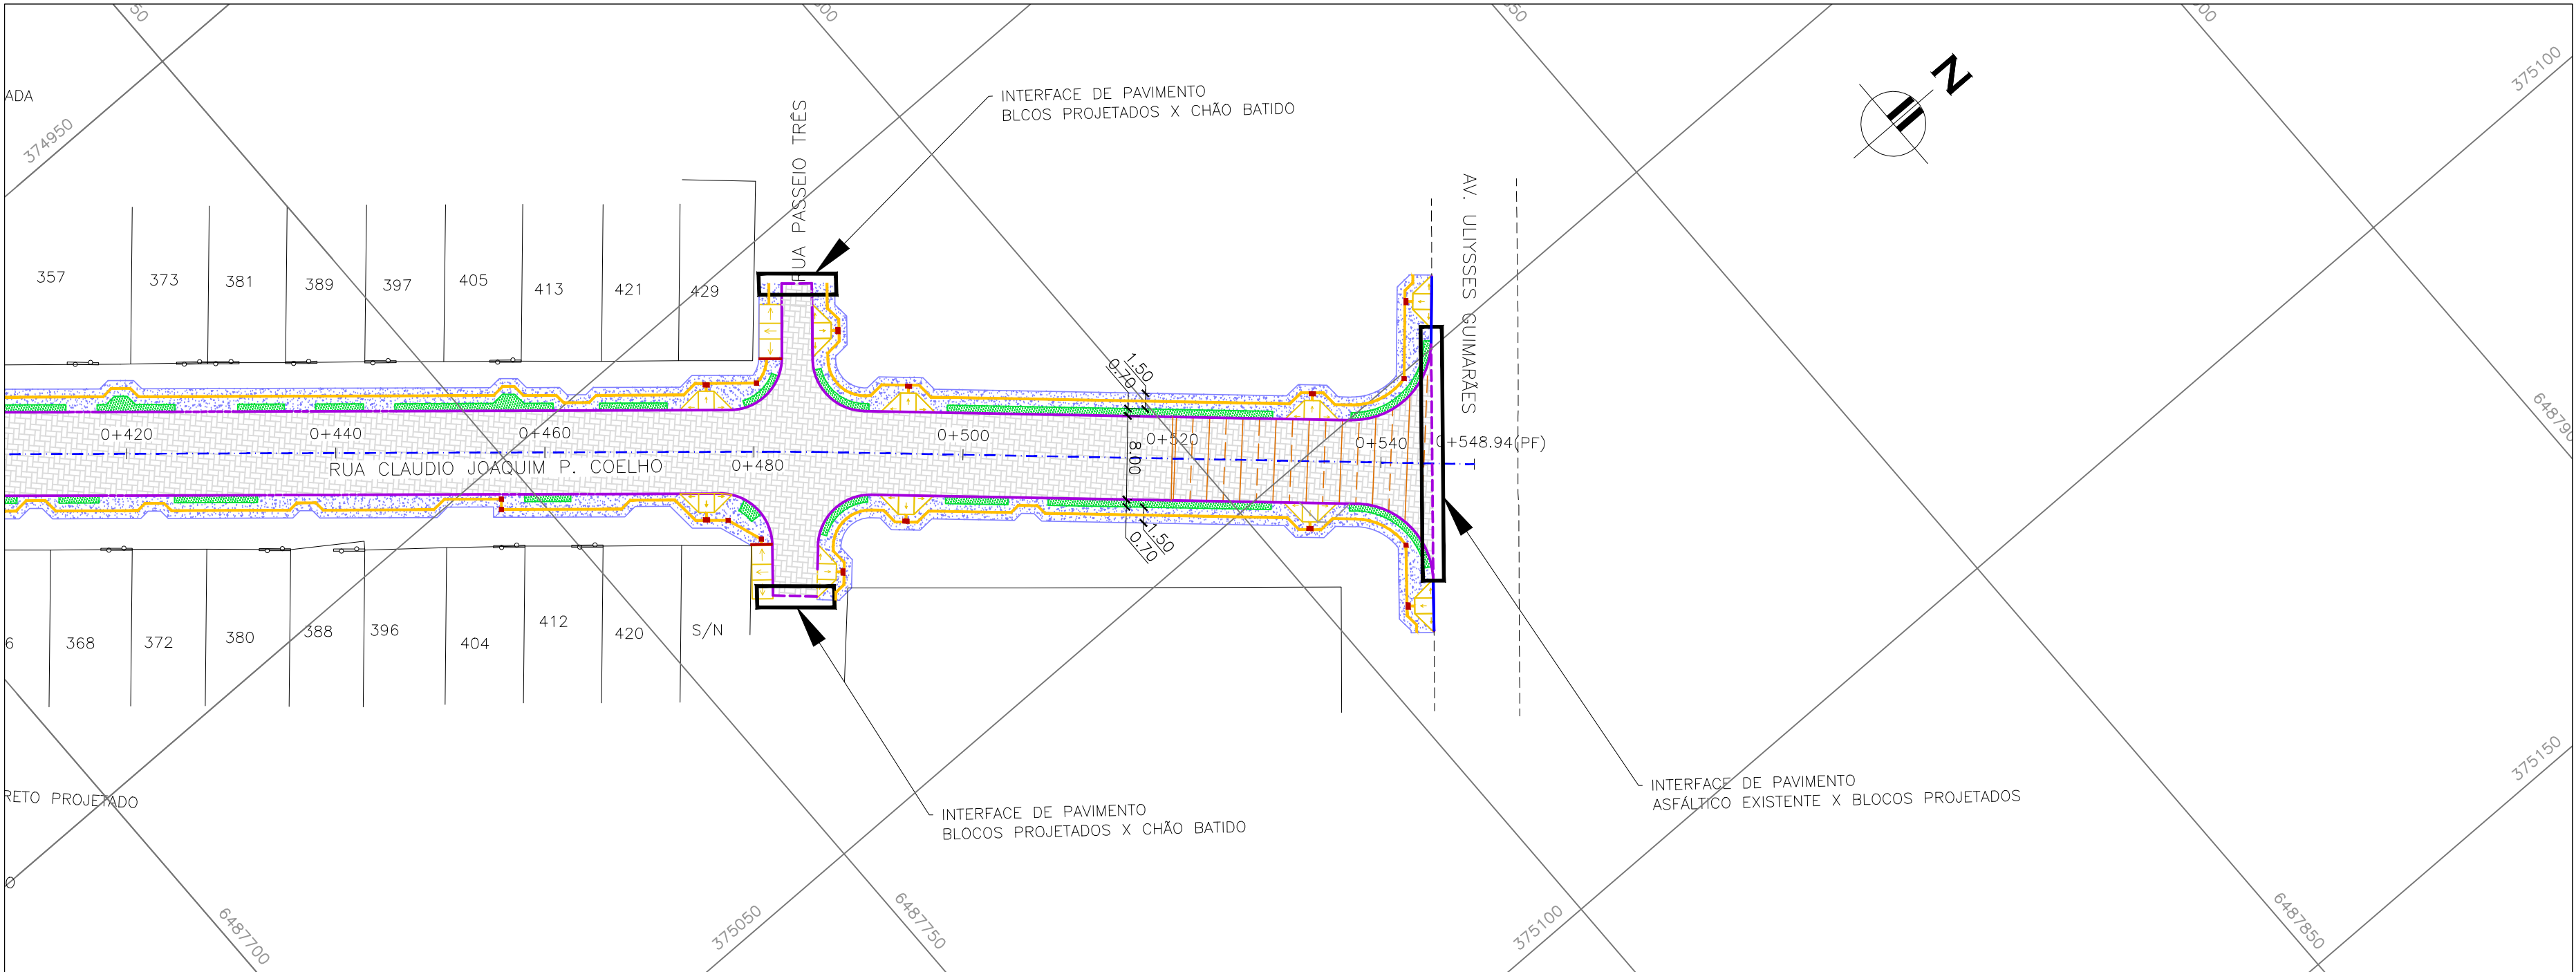 ADA
374950
INTERFACE DE PAVIMENTO
BLCOS PROJETADOS X CHÃO BATIDO
RUA PASSEIO TRÊS
N
375100
AV. ULIYSSES GUIMARÃES
357
373
381
389
397
405
413
421
429
1.50
0.70
0+420
0+440
0+460
0+480
0+500
0+520
0+540
0+548.94(PF)
8.00
RUA CLAUDIO JOAQUIM P. COELHO
1.50
0.70
6
368
372
380
388
396
404
412
420
S/N
RETO PROJETADO
O
INTERFACE DE PAVIMENTO
BLOCOS PROJETADOS X CHÃO BATIDO
INTERFACE DE PAVIMENTO
ASFÁLTICO EXISTENTE X BLOCOS PROJETADOS
375150
6487700
375050
6487750
375100
6487850